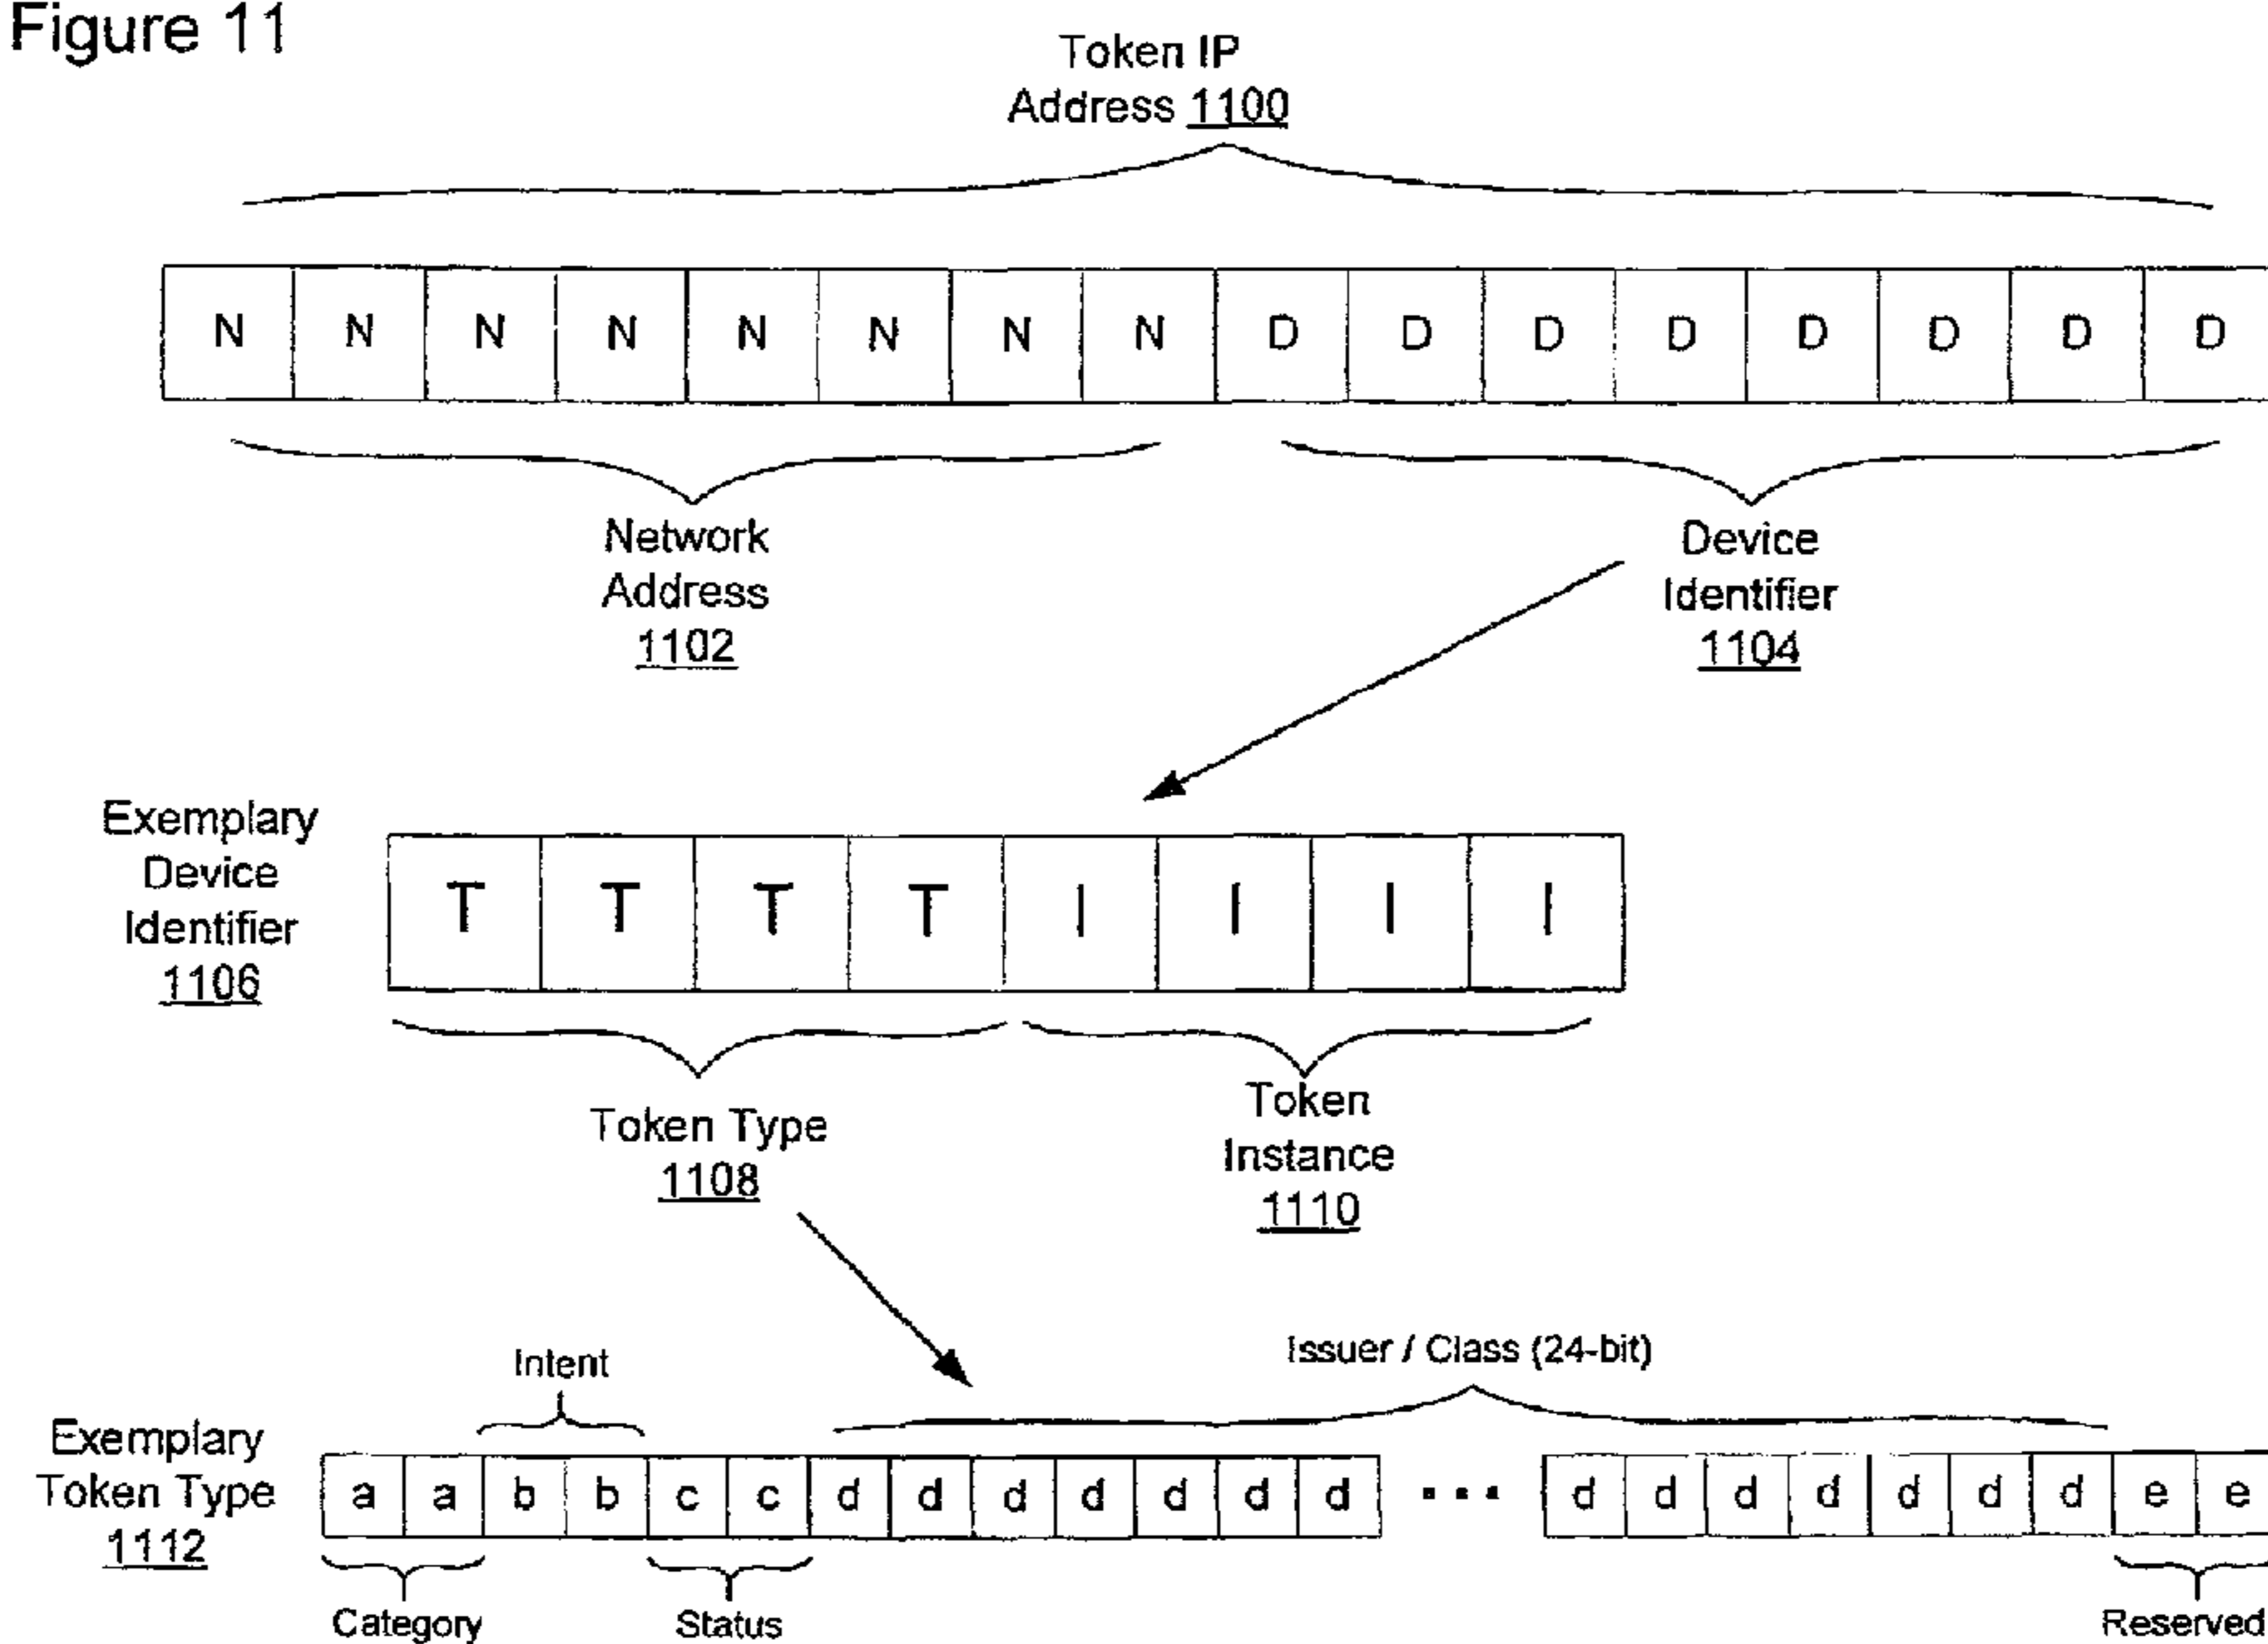 Figure 11
Token IP
Address 1100
N N N N N N N N D D D D D D D D
Network
Address
1102
Device
Identifier
1104
Exemplary
Device
Identifier
1106
T T T T I I I I
Token Type
1108
Token
Instance
1110
Intent
Issuer / Class (24-bit)
Exemplary
Token Type
1112
a a b b c c d d d d d d d ... d d d d d d d e e
Category
Status
Reserved